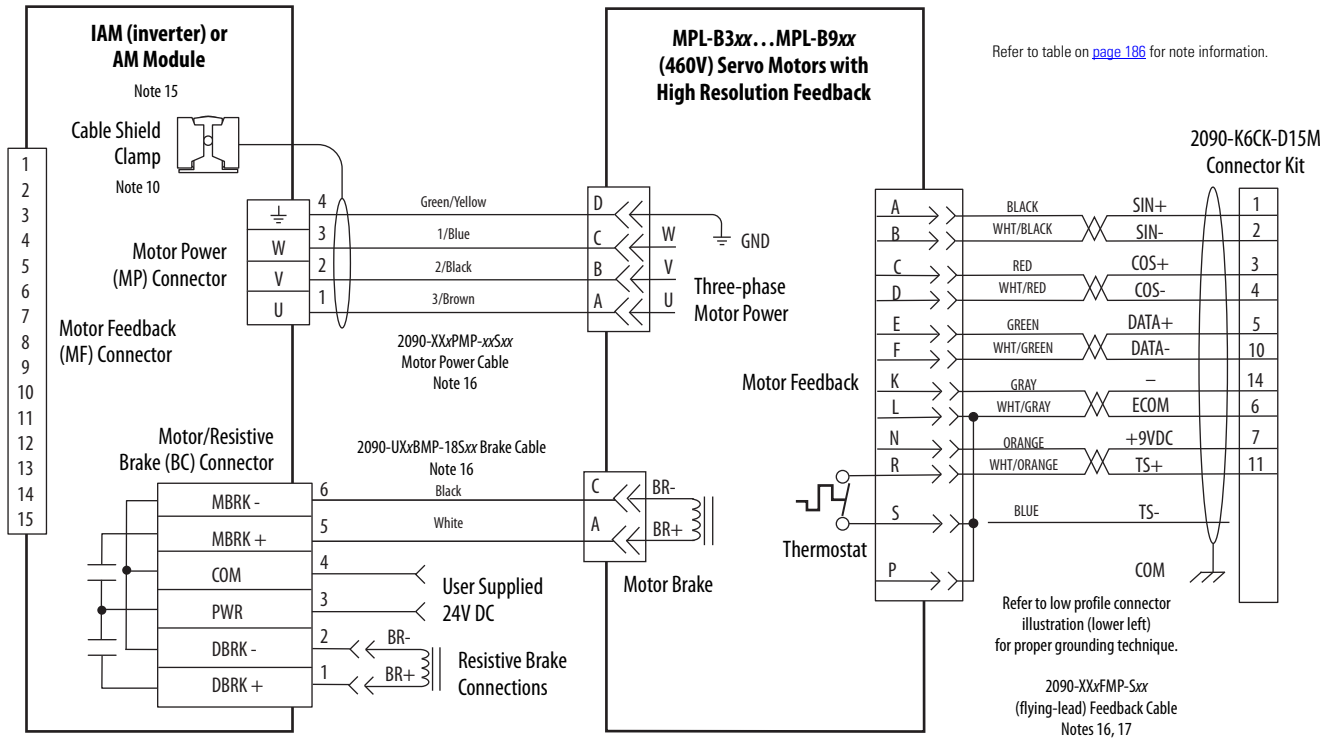 IAM (inverter) or
AM Module
Note 15
Cable Shield
Clamp
Note 10
1
2
3
4
5
6
7
8
9
10
11
12
13
14
15
Motor Power
(MP) Connector
Motor Feedback
(MF) Connector
W
V
U
4
3
2
1
Green/Yellow
1/Blue
2/Black
3/Brown
2090-XXxPMP-xxSxx
Motor Power Cable
Note 16
D
C
B
A
W
V
U
GND
Three-phase
Motor Power
Motor/Resistive
Brake (BC) Connector
MBRK -
MBRK +
COM
PWR
DBRK -
DBRK +
6
5
4
3
2
1
2090-UXxBMP-18Sxx Brake Cable
Note 16
Black
White
User Supplied
24V DC
BR-
BR+
Resistive Brake
Connections
C
A
BR-
BR+
Motor Brake
MPL-B3xx…MPL-B9xx
(460V) Servo Motors with
High Resolution Feedback
Motor Feedback
Thermostat
A
B
C
D
E
F
K
L
N
R
S
P
Refer to table on page 186 for note information.
2090-K6CK-D15M
Connector Kit
BLACK SIN+ 1
WHT/BLACK SIN- 2
RED COS+ 3
WHT/RED COS- 4
GREEN DATA+ 5
WHT/GREEN DATA- 10
GRAY – 14
WHT/GRAY ECOM 6
ORANGE +9VDC 7
WHT/ORANGE TS+ 11
BLUE TS-
COM
Refer to low profile connector
illustration (lower left)
for proper grounding technique.
2090-XXxFMP-Sxx
(flying-lead) Feedback Cable
Notes 16, 17